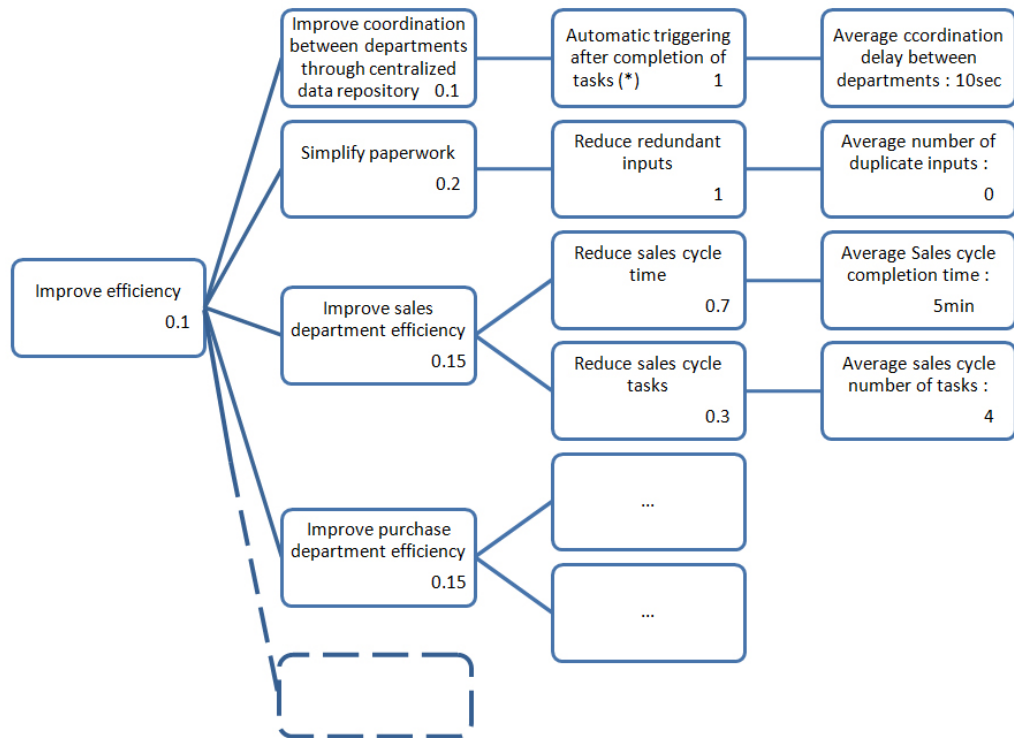 Improve efficiency
0.1
Improve coordination
between departments
through centralized
data repository 0.1
Automatic triggering
after completion of
tasks (*) 1
Average ccordination
delay between
departments : 10sec
Simplify paperwork
0.2
Reduce redundant
inputs
1
Average number of
duplicate inputs :
0
Improve sales
department efficiency
0.15
Reduce sales cycle
time
0.7
Average Sales cycle
completion time :
5min
Reduce sales cycle
tasks
0.3
Average sales cycle
number of tasks :
4
Improve purchase
department efficiency
0.15
...
...